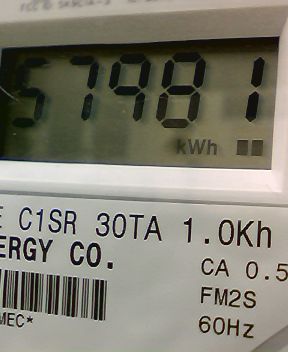 57981
kWh
E C1SR 30TA 1.0Kh
ERGY CO.
CA 0.5
FM2S
MEC*
60Hz